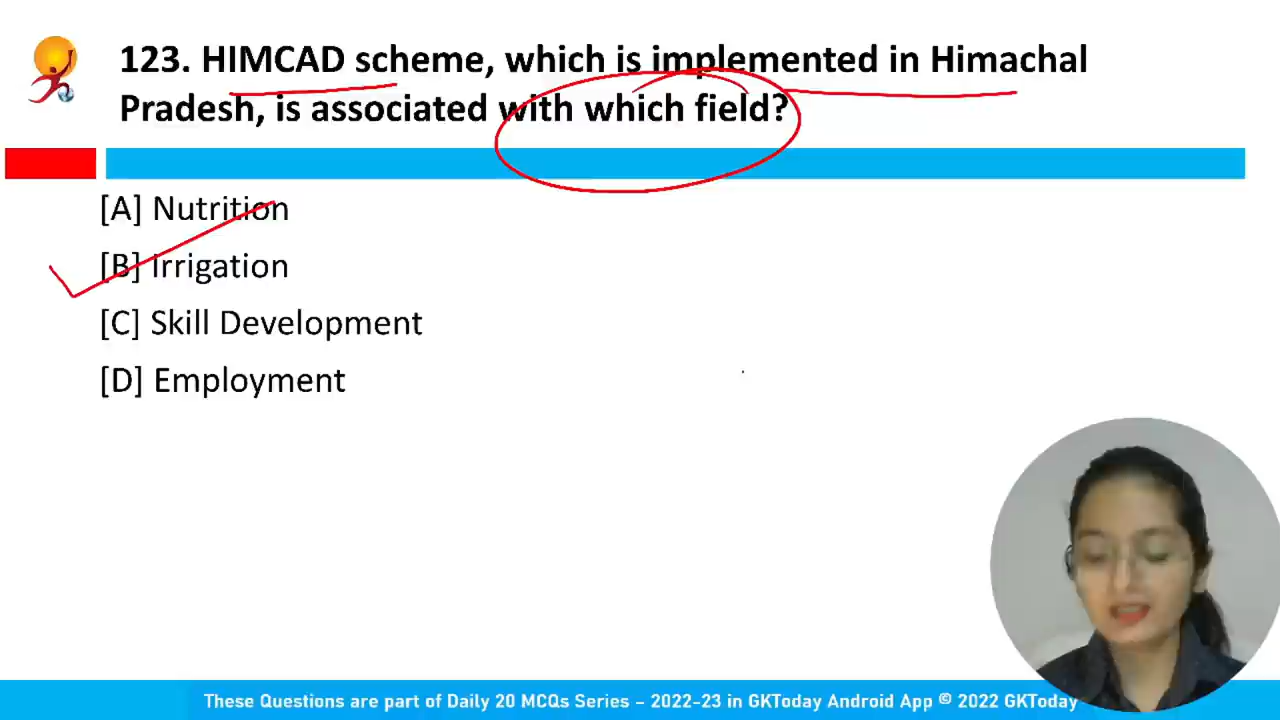 123. HIMCAD scheme, which is implemented in Himachal
Pradesh, is associated with which field?
[A] Nutrition
[B] Irrigation
[C] Skill Development
[D] Employment
These Questions are part of Daily 20 MCQs Series – 2022-23 in GKToday Android App © 2022 GKToday